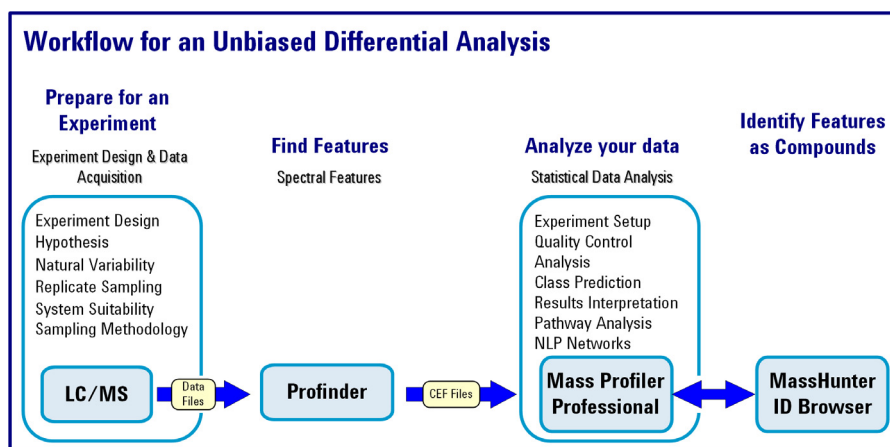 Workflow for an Unbiased Differential Analysis
Prepare for an
Experiment
Experiment Design & Data
Acquisition
Experiment Design
Hypothesis
Natural Variability
Replicate Sampling
System Suitability
Sampling Methodology
LC/MS
Data
Files
Find Features
Spectral Features
Profinder
CEF Files
Analyze your data
Statistical Data Analysis
Experiment Setup
Quality Control
Analysis
Class Prediction
Results Interpretation
Pathway Analysis
NLP Networks
Mass Profiler
Professional
Identify Features
as Compounds
MassHunter
ID Browser